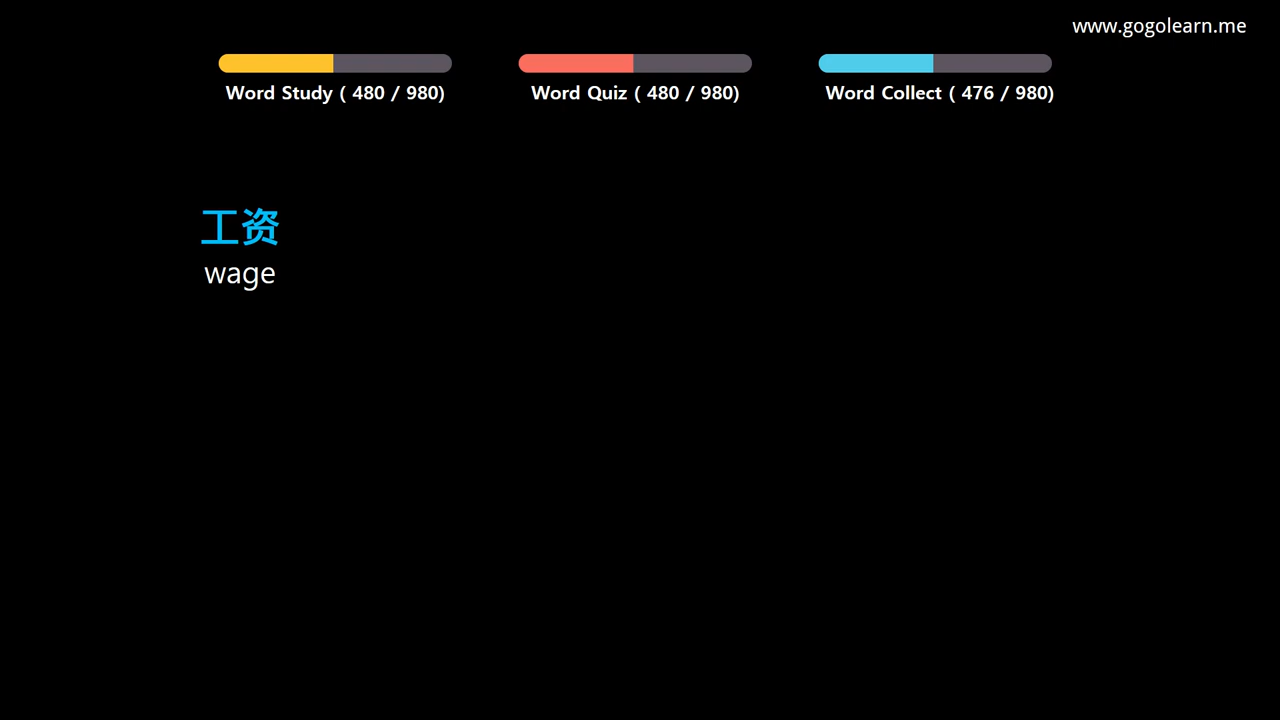 www.gogolearn.me
Word Study ( 480 / 980)
Word Quiz ( 480 / 980)
Word Collect ( 476 / 980)
工资
wage